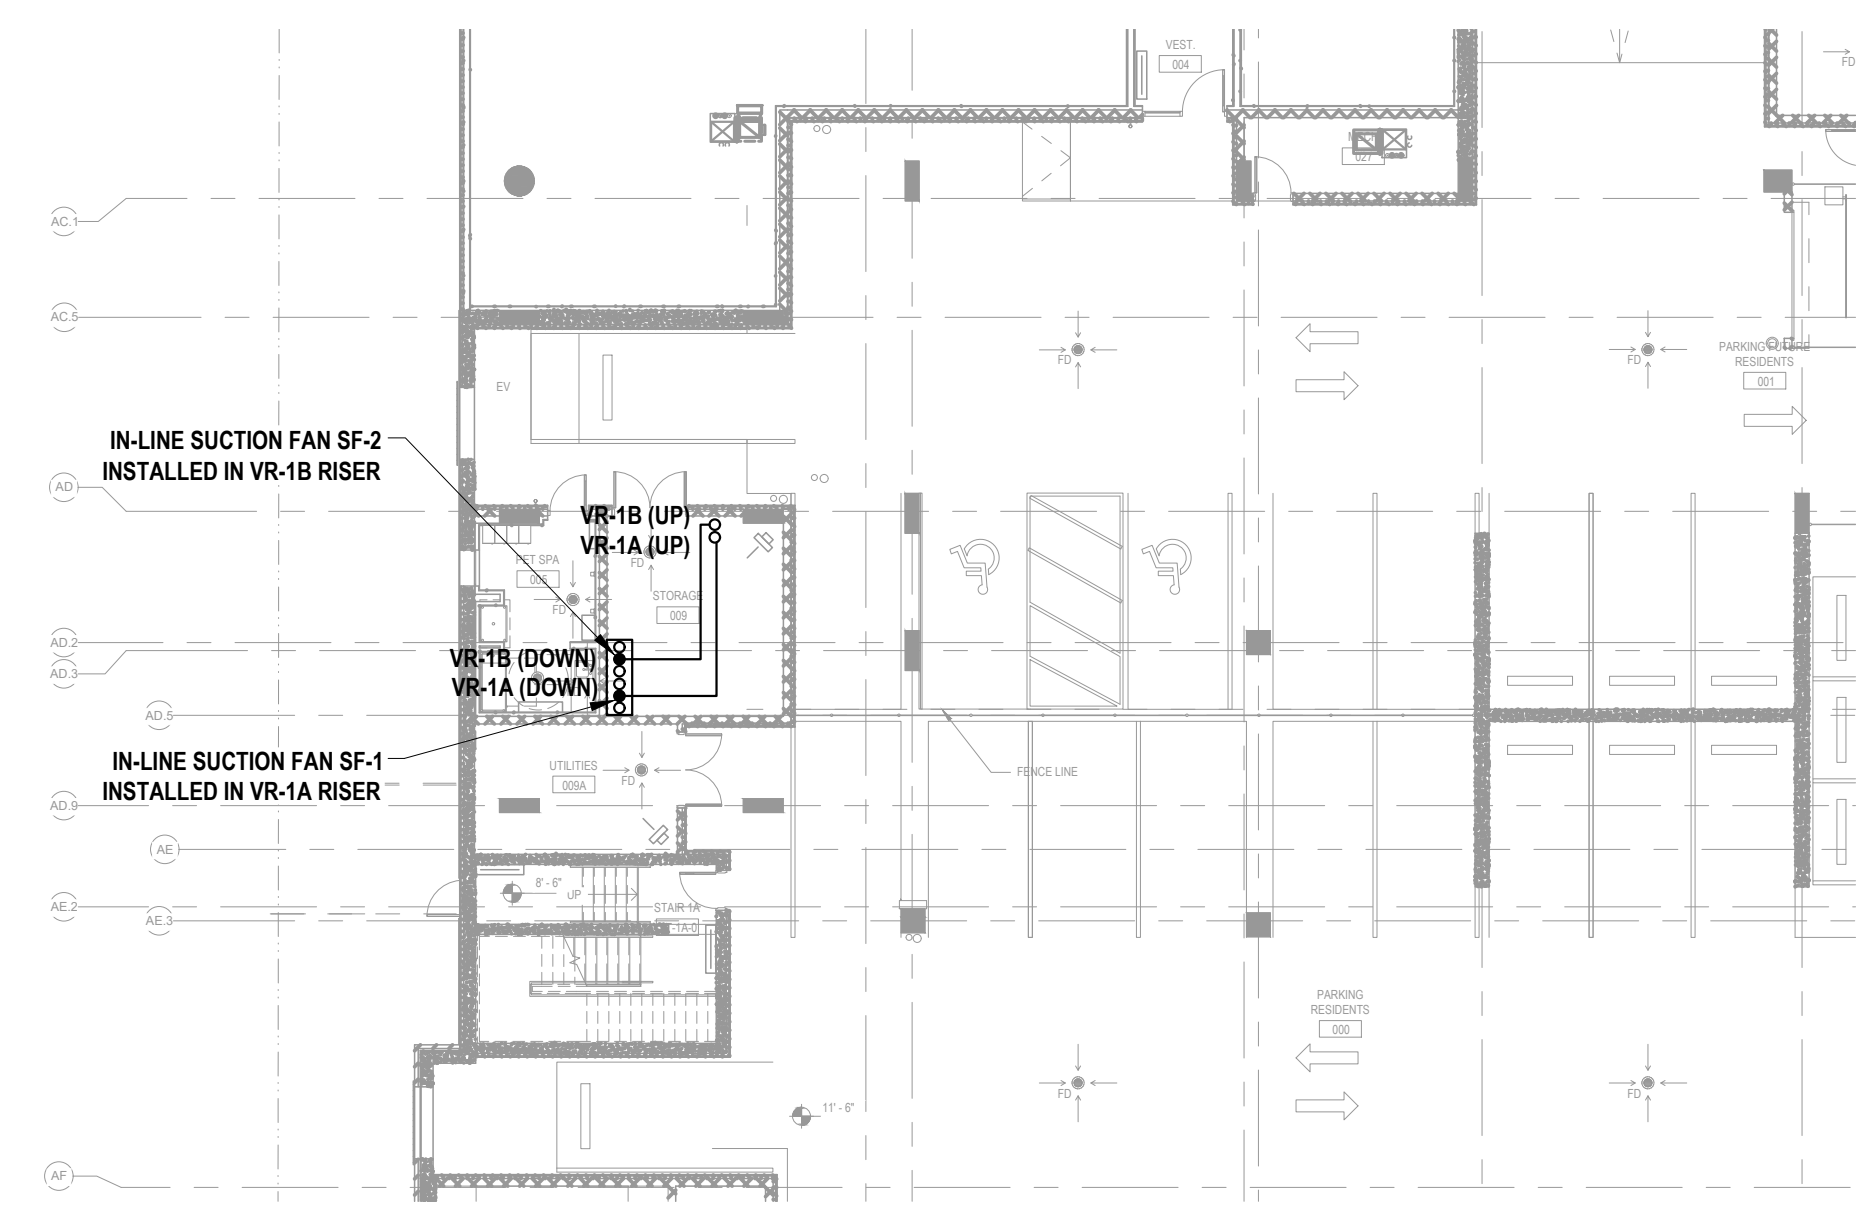 VEST.
004
FD
027
AC.1
AC.5
FD
FD
PARKING FUTURE
RESIDENTS
001
EV
IN-LINE SUCTION FAN SF-2
INSTALLED IN VR-1B RISER
AD
VR-1B (UP)
VR-1A (UP)
FD
PET SPA
005
STORAGE
009
FD
AD.2
AD.3
VR-1B (DOWN)
VR-1A (DOWN)
AD.5
IN-LINE SUCTION FAN SF-1
INSTALLED IN VR-1A RISER
UTILITIES
009A
FD
FENCE LINE
AD.9
AE
8' - 6"
UP
STAIR 1A
-1A-0
AE.2
AE.3
PARKING
RESIDENTS
000
FD
FD
11' - 6"
AF